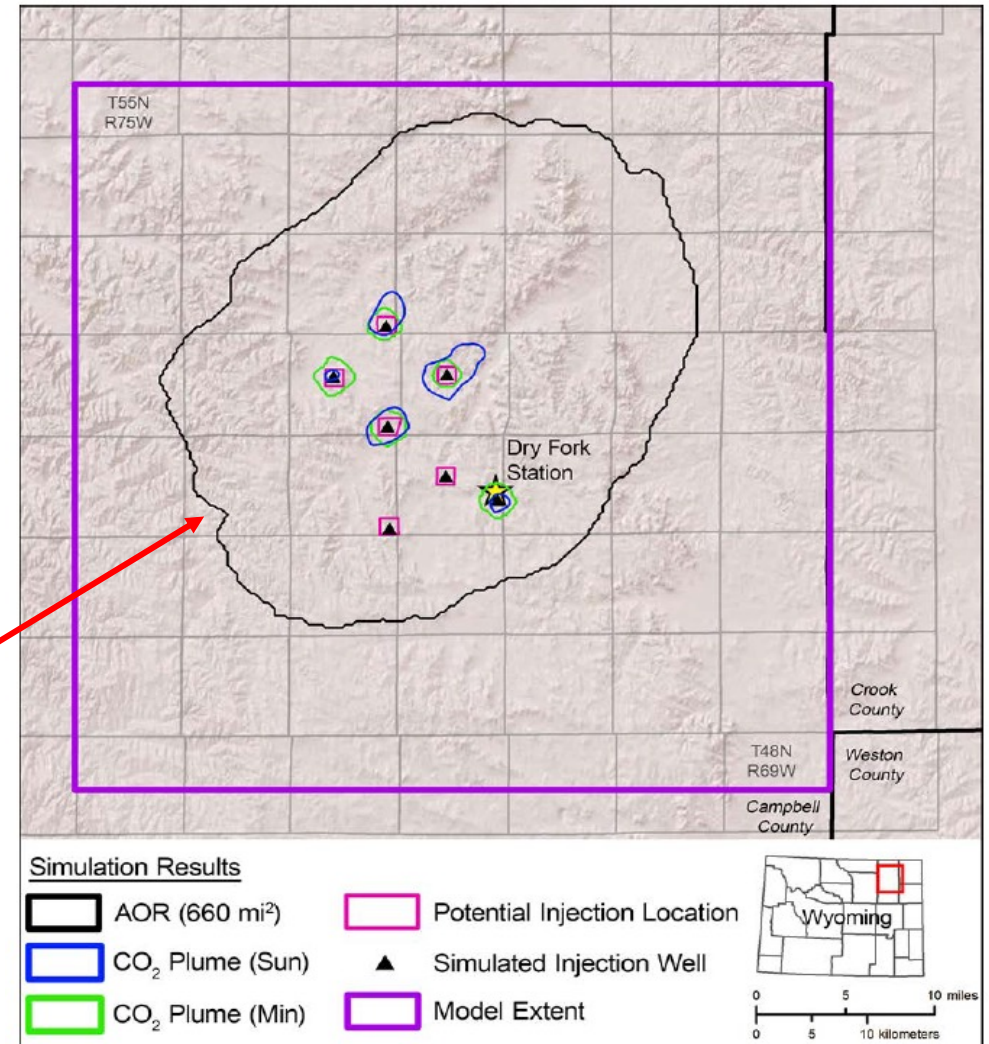 T55N
R75W
Dry Fork
Station
Crook
County
T48N
R69W
Weston
County
Campbell
County
Simulation Results
AOR (660 mi²)
CO₂ Plume (Sun)
CO₂ Plume (Min)
Potential Injection Location
Simulated Injection Well
Model Extent
Wyoming
0 5 10 miles
0 5 10 kilometers